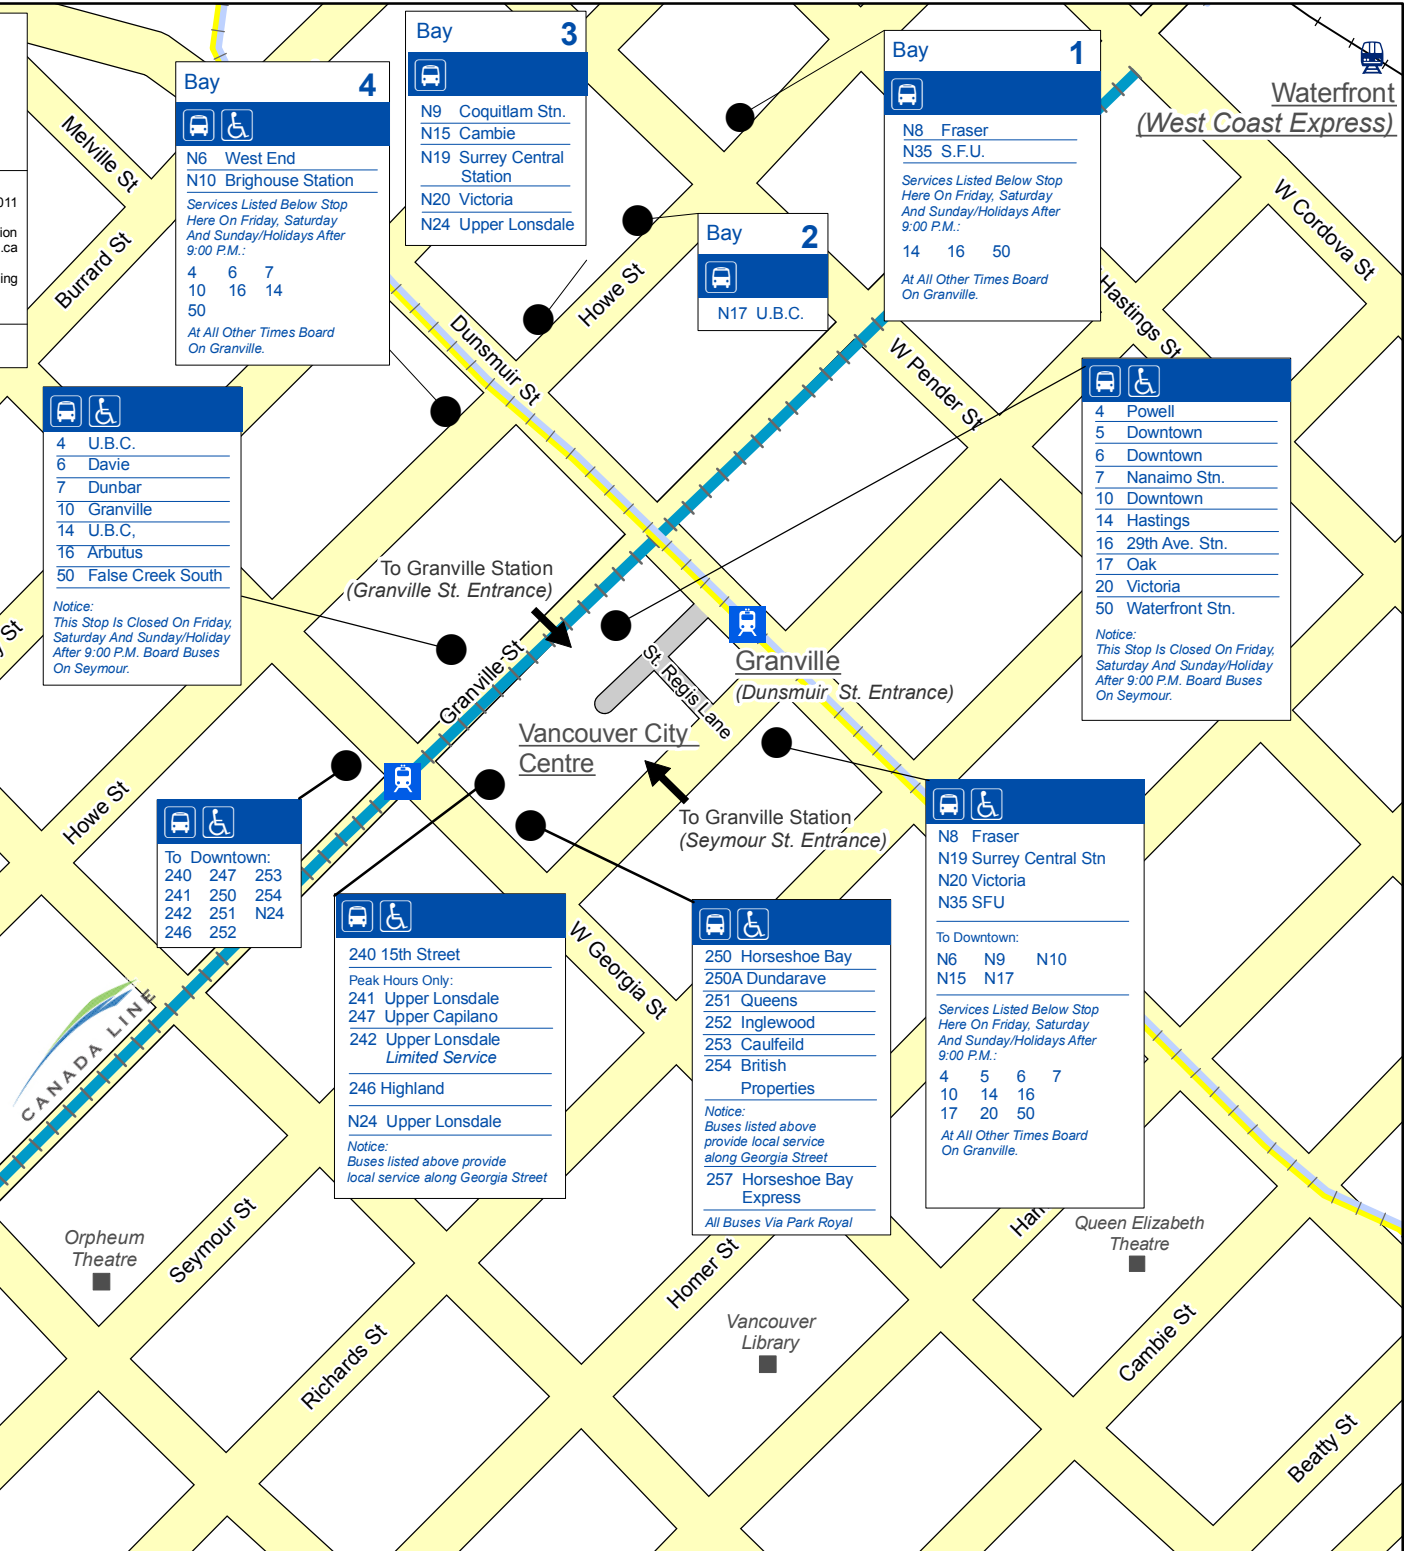 011
ion
.ca
ing
Bay 4
N6 West End
N10 Brighouse Station
Services Listed Below Stop
Here On Friday, Saturday
And Sunday/Holidays After
9:00 P.M.:
4 6 7
10 16 14
50
At All Other Times Board
On Granville.
Bay 3
N9 Coquitlam Stn.
N15 Cambie
N19 Surrey Central
Station
N20 Victoria
N24 Upper Lonsdale
Bay 2
N17 U.B.C.
Bay 1
N8 Fraser
N35 S.F.U.
Services Listed Below Stop
Here On Friday, Saturday
And Sunday/Holidays After
9:00 P.M.:
14 16 50
At All Other Times Board
On Granville.
Waterfront
(West Coast Express)
Melville St
Burrard St
Howe St
Dunsmuir St
W Cordova St
Hastings St
W Pender St
4 U.B.C.
6 Davie
7 Dunbar
10 Granville
14 U.B.C,
16 Arbutus
50 False Creek South
Notice:
This Stop Is Closed On Friday,
Saturday And Sunday/Holiday
After 9:00 P.M. Board Buses
On Seymour.
4 Powell
5 Downtown
6 Downtown
7 Nanaimo Stn.
10 Downtown
14 Hastings
16 29th Ave. Stn.
17 Oak
20 Victoria
50 Waterfront Stn.
Notice:
This Stop Is Closed On Friday,
Saturday And Sunday/Holiday
After 9:00 P.M. Board Buses
On Seymour.
To Granville Station
(Granville St. Entrance)
y St
Granville St
St. Regis Lane
Granville
(Dunsmuir St. Entrance)
Vancouver City
Centre
To Granville Station
(Seymour St. Entrance)
Howe St
To Downtown:
240 247 253
241 250 254
242 251 N24
246 252
240 15th Street
Peak Hours Only:
241 Upper Lonsdale
247 Upper Capilano
242 Upper Lonsdale
Limited Service
246 Highland
N24 Upper Lonsdale
Notice:
Buses listed above provide
local service along Georgia Street
W Georgia St
250 Horseshoe Bay
250A Dundarave
251 Queens
252 Inglewood
253 Caulfeild
254 British
Properties
Notice:
Buses listed above
provide local service
along Georgia Street
257 Horseshoe Bay
Express
All Buses Via Park Royal
N8 Fraser
N19 Surrey Central Stn
N20 Victoria
N35 SFU
To Downtown:
N6 N9 N10
N15 N17
Services Listed Below Stop
Here On Friday, Saturday
And Sunday/Holidays After
9:00 P.M.:
4 5 6 7
10 14 16
17 20 50
At All Other Times Board
On Granville.
CANADA LINE
Orpheum
Theatre
Seymour St
Homer St
Ham
Queen Elizabeth
Theatre
Richards St
Vancouver
Library
Cambie St
Beatty St